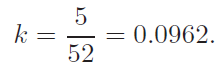 k = 5/52 = 0.0962.